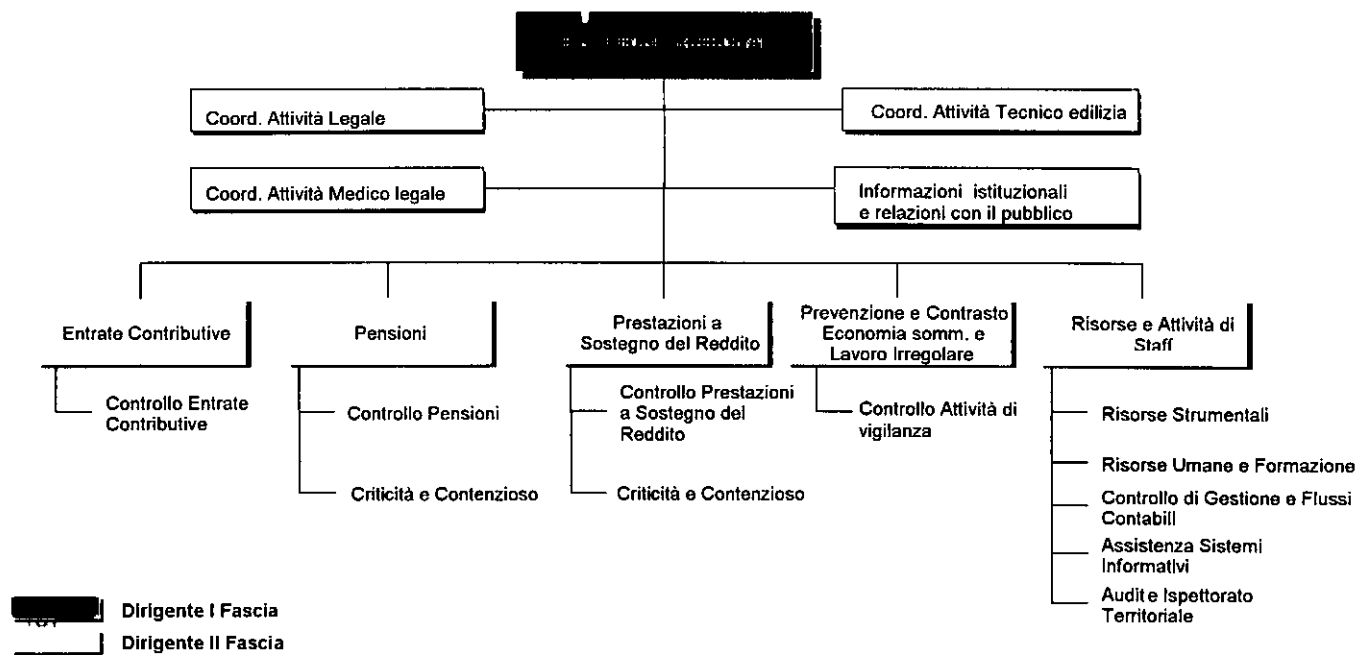 Coord. Attività Legale
Coord. Attività Tecnico edilizia
Coord. Attività Medico legale
Informazioni istituzionali
e relazioni con il pubblico
Entrate Contributive
Pensioni
Prestazioni a
Sostegno del Reddito
Prevenzione e Contrasto
Economia somm. e
Lavoro Irregolare
Risorse e Attività di
Staff
Controllo Entrate
Contributive
Controllo Pensioni
Criticità e Contenzioso
Controllo Prestazioni
a Sostegno del
Reddito
Criticità e Contenzioso
Controllo Attività di
vigilanza
Risorse Strumentali
Risorse Umane e Formazione
Controllo di Gestione e Flussi
Contabili
Assistenza Sistemi
Informativi
Audit e Ispettorato
Territoriale
Dirigente I Fascia
Dirigente II Fascia